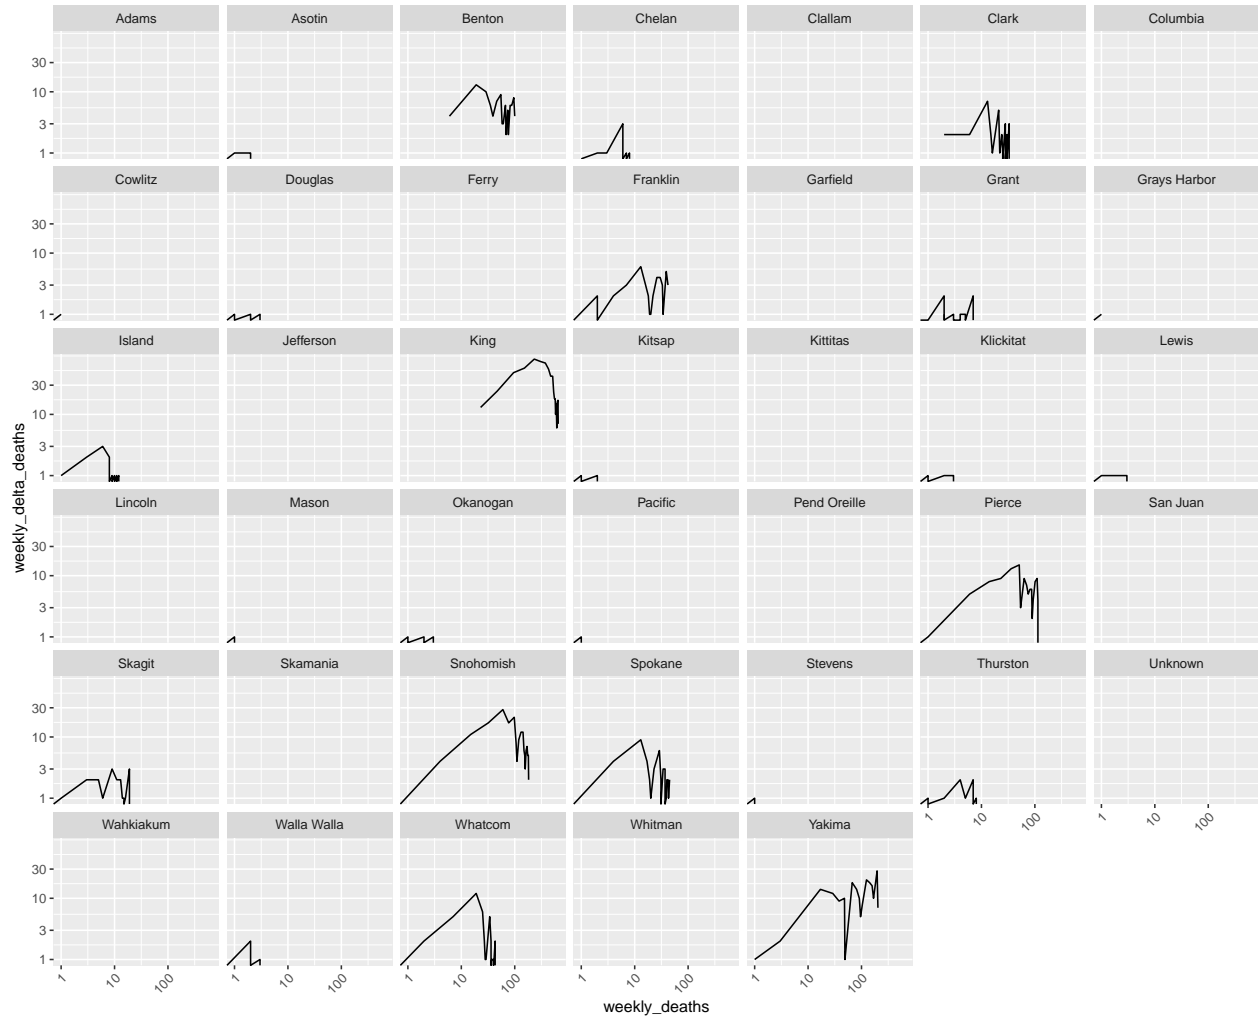 Adams Asotin Benton Chelan Clallam Clark Columbia
30
10
3
1
Cowlitz Douglas Ferry Franklin Garfield Grant Grays Harbor
30
10
3
1
Island Jefferson King Kitsap Kittitas Klickitat Lewis
30
10
3
1
Lincoln Mason Okanogan Pacific Pend Oreille Pierce San Juan
30
10
3
1
Skagit Skamania Snohomish Spokane Stevens Thurston Unknown
30
10
3
1
1 10 100 1 10 100
Wahkiakum Walla Walla Whatcom Whitman Yakima
30
10
3
1
1 10 100 1 10 100 1 10 100 1 10 100 1 10 100
weekly_deaths
weekly_delta_deaths